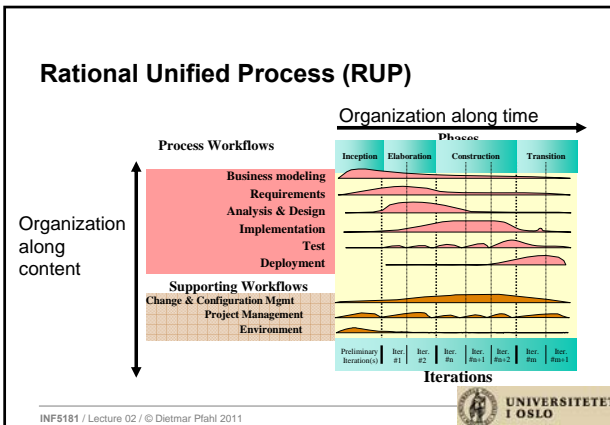 Rational Unified Process (RUP)
Organization along time
Phases
Process Workflows
Inception Elaboration Construction Transition
Business modeling
Requirements
Analysis & Design
Implementation
Test
Deployment
Organization
along
content
Supporting Workflows
Change & Configuration Mgmt
Project Management
Environment
Preliminary Iter. Iter. Iter. Iter. Iter. Iter. Iter.
Iteration(s) #1 #2 #n #n+1 #n+2 #m #m+1
Iterations
INF5181 / Lecture 02 / © Dietmar Pfahl 2011
UNIVERSITETET
I OSLO